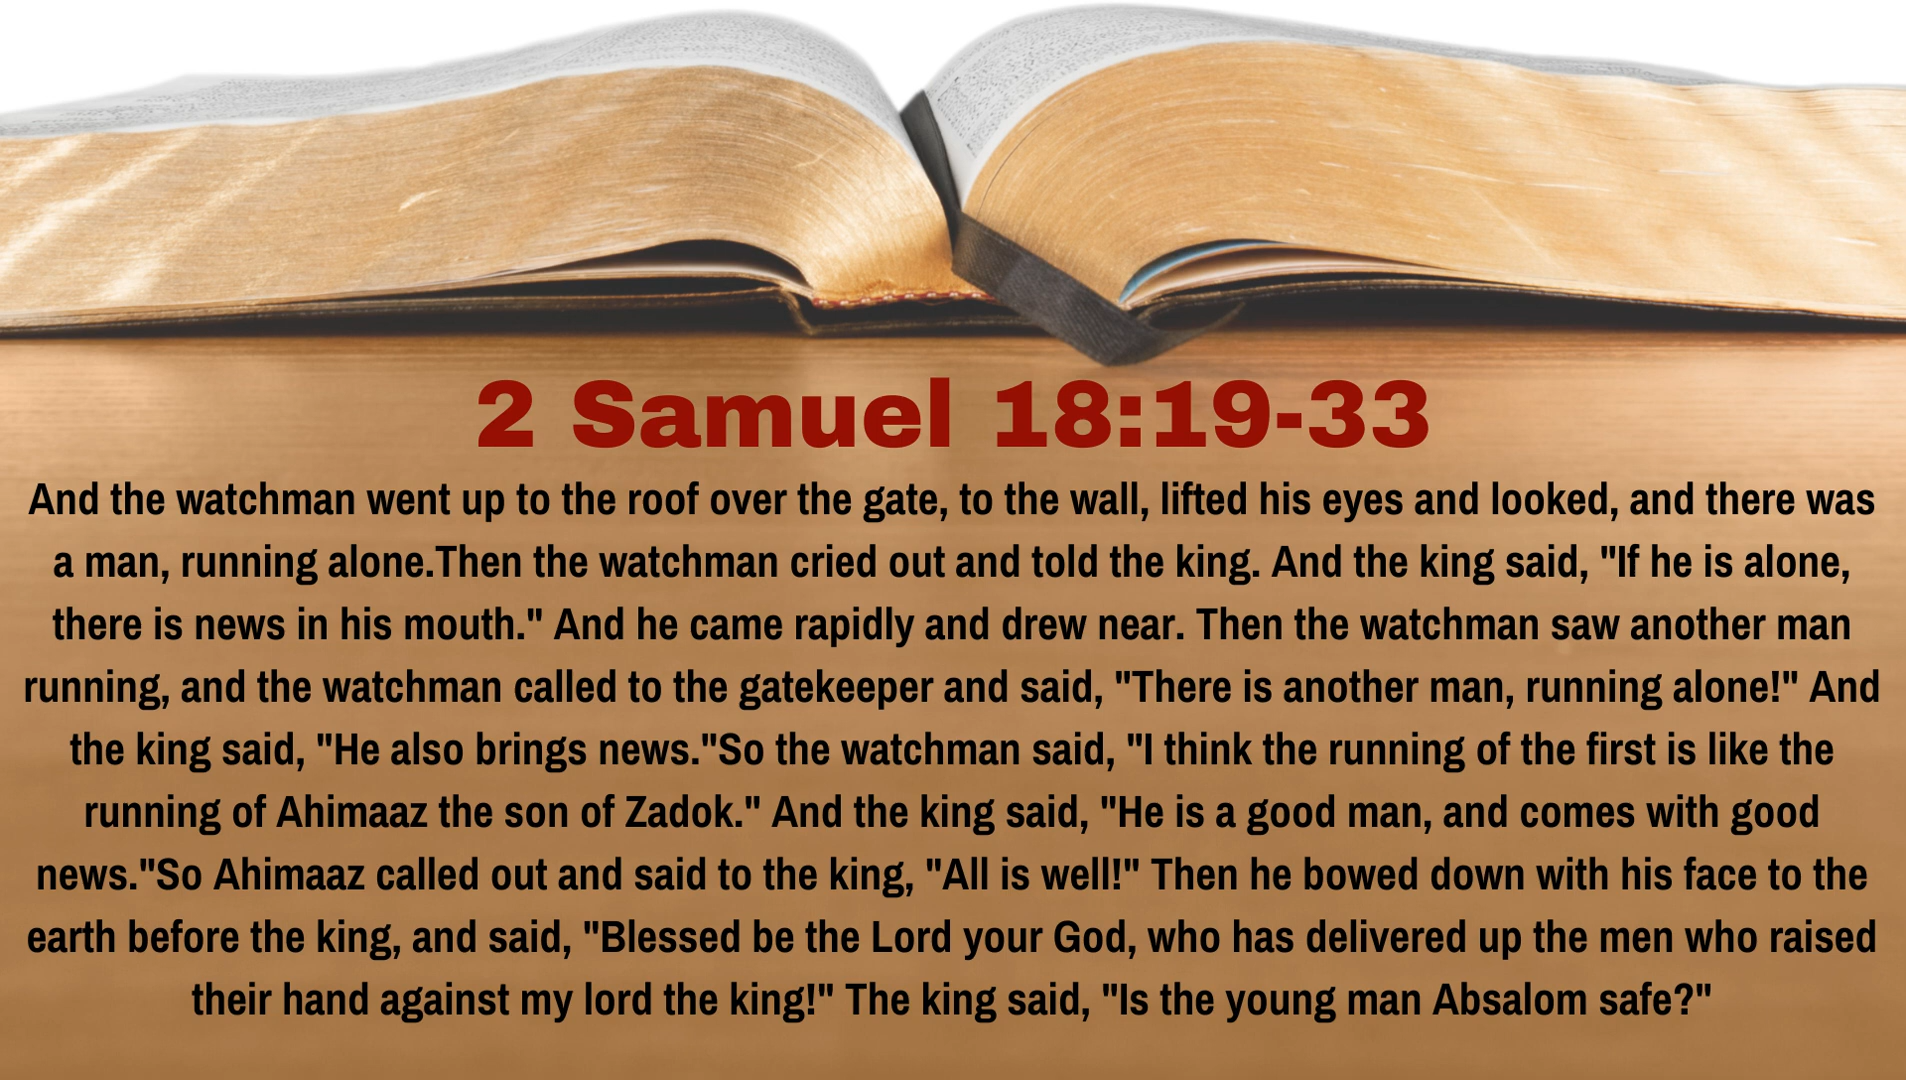 2 Samuel 18:19-33
And the watchman went up to the roof over the gate, to the wall, lifted his eyes and looked, and there was
a man, running alone.Then the watchman cried out and told the king. And the king said, "If he is alone,
there is news in his mouth." And he came rapidly and drew near. Then the watchman saw another man
running, and the watchman called to the gatekeeper and said, "There is another man, running alone!" And
the king said, "He also brings news."So the watchman said, "I think the running of the first is like the
running of Ahimaaz the son of Zadok." And the king said, "He is a good man, and comes with good
news."So Ahimaaz called out and said to the king, "All is well!" Then he bowed down with his face to the
earth before the king, and said, "Blessed be the Lord your God, who has delivered up the men who raised
their hand against my lord the king!" The king said, "Is the young man Absalom safe?"